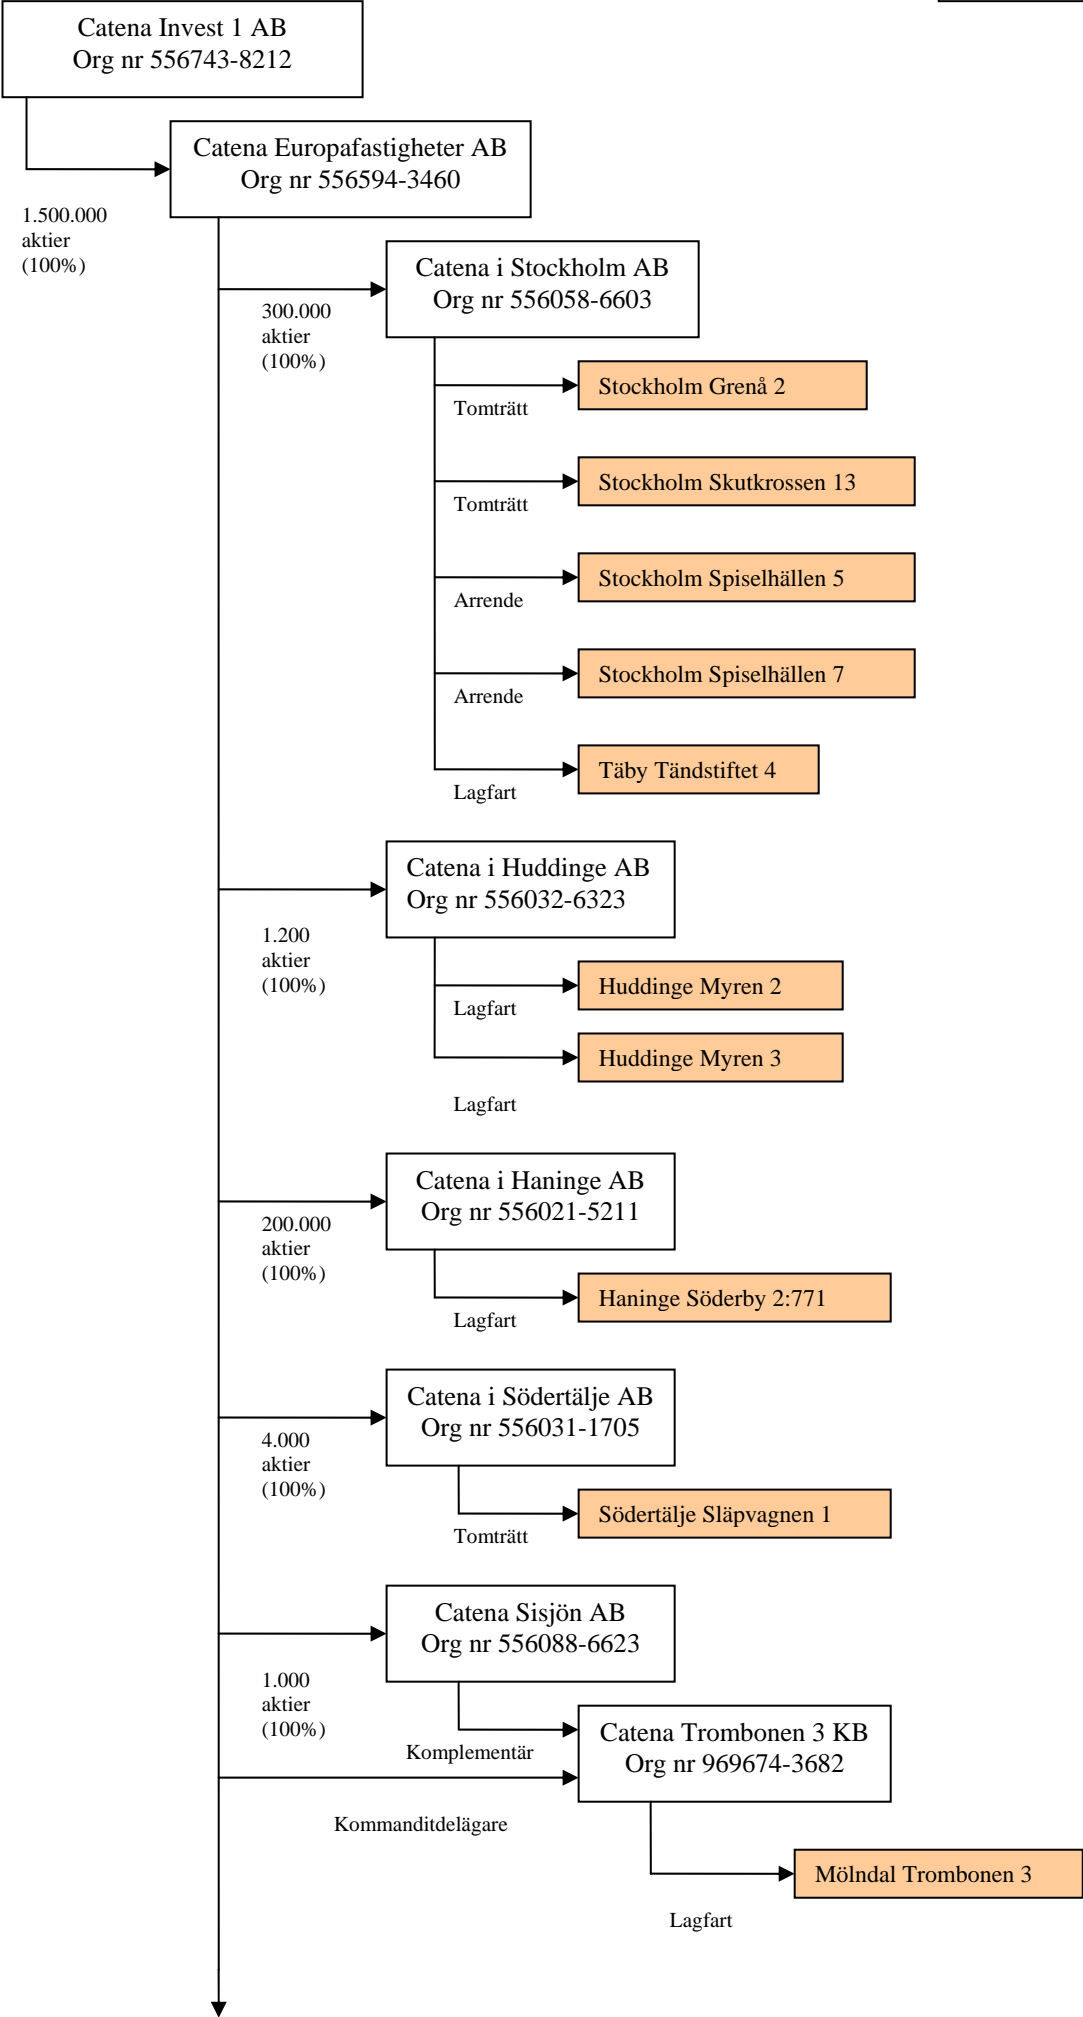 Catena Invest 1 AB
Org nr 556743-8212
Catena Europafastigheter AB
Org nr 556594-3460
1.500.000
aktier
(100%)
Catena i Stockholm AB
Org nr 556058-6603
300.000
aktier
(100%)
Stockholm Grenå 2
Tomträtt
Stockholm Skutkrossen 13
Tomträtt
Stockholm Spiselhällen 5
Arrende
Stockholm Spiselhällen 7
Arrende
Täby Tändstiftet 4
Lagfart
Catena i Huddinge AB
Org nr 556032-6323
1.200
aktier
(100%)
Huddinge Myren 2
Lagfart
Huddinge Myren 3
Lagfart
Catena i Haninge AB
Org nr 556021-5211
200.000
aktier
(100%)
Haninge Söderby 2:771
Lagfart
Catena i Södertälje AB
Org nr 556031-1705
4.000
aktier
(100%)
Södertälje Släpvagnen 1
Tomträtt
Catena Sisjön AB
Org nr 556088-6623
1.000
aktier
(100%)
Catena Trombonen 3 KB
Org nr 969674-3682
Komplementär
Kommanditdelägare
Mölndal Trombonen 3
Lagfart